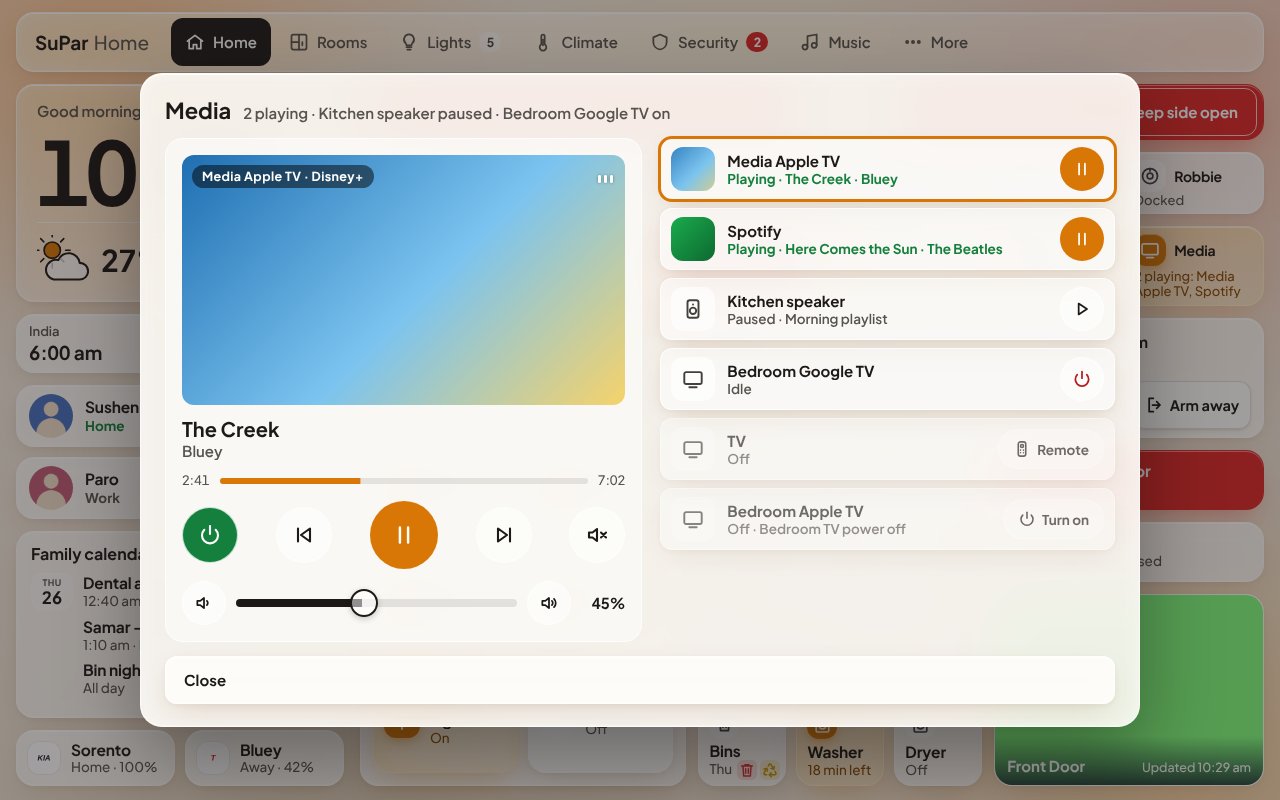 SuPar Home
Home
Rooms
Lights 5
Climate
Security 2
Music
More
Good morning
10
27°
India
6:00 am
Sushen
Home
Paro
Work
Family calenda
THU
26
Dental a
12:40 am
Samar –
1:10 am ·
Bin nigh
All day
KIA
Sorento
Home · 100%
T
Bluey
Away · 42%
Media
2 playing · Kitchen speaker paused · Bedroom Google TV on
Media Apple TV · Disney+
The Creek
Bluey
2:41
7:02
45%
Media Apple TV
Playing · The Creek · Bluey
Spotify
Playing · Here Comes the Sun · The Beatles
Kitchen speaker
Paused · Morning playlist
Bedroom Google TV
Idle
TV
Off
Remote
Bedroom Apple TV
Off · Bedroom TV power off
Turn on
Close
eep side open
Robbie
Docked
Media
2 playing: Media
Apple TV, Spotify
Arm away
or
sed
On
Off
Bins
Thu
Washer
18 min left
Dryer
Off
Front Door
Updated 10:29 am